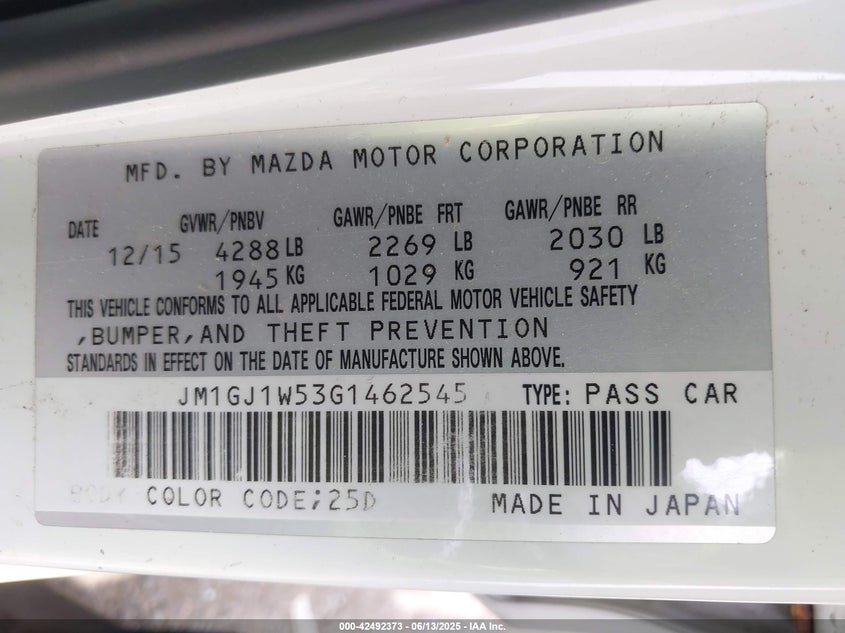 MFD. BY MAZDA MOTOR CORPORATION
DATE GVWR/PNBV GAWR/PNBE FRT GAWR/PNBE RR
12/15 4288 LB 2269 LB 2030 LB
1945 KG 1029 KG 921 KG
THIS VEHICLE CONFORMS TO ALL APPLICABLE FEDERAL MOTOR VEHICLE SAFETY
,BUMPER,AND THEFT PREVENTION
STANDARDS IN EFFECT ON THE DATE OF MANUFACTURE SHOWN ABOVE.
JM1GJ1W53G1462545 TYPE: PASS CAR
BODY COLOR CODE;25D MADE IN JAPAN
000-42492373 - 06/13/2025 - IAA Inc.